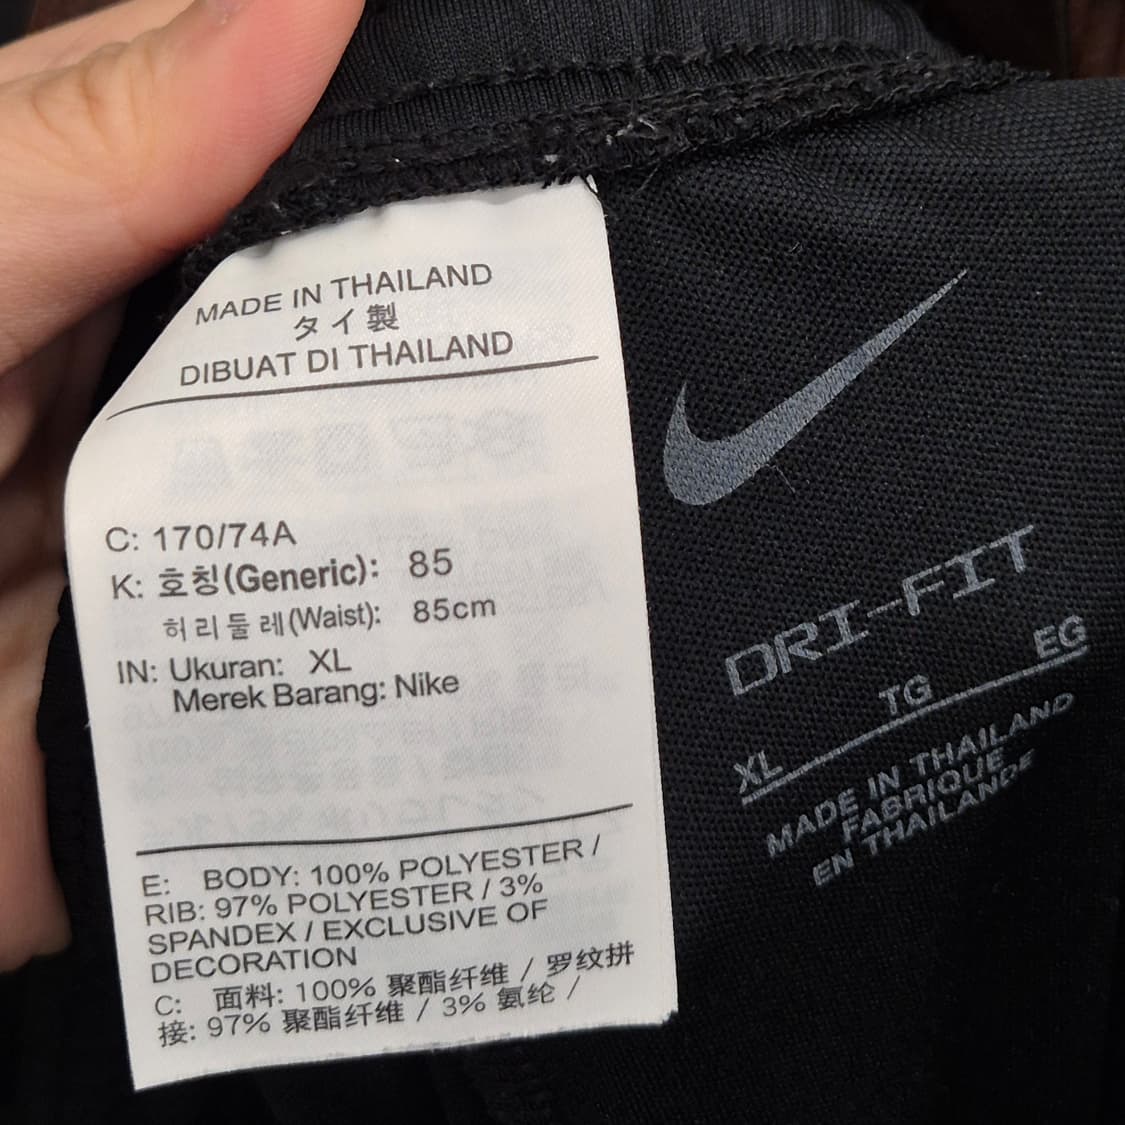 MADE IN THAILAND
タイ製
DIBUAT DI THAILAND
C: 170/74A
K: 호칭(Generic): 85
허리둘레(Waist): 85cm
IN: Ukuran: XL
Merek Barang: Nike
E: BODY: 100% POLYESTER /
RIB: 97% POLYESTER / 3%
SPANDEX / EXCLUSIVE OF
DECORATION
C: 面料: 100% 聚酯纤维 / 罗纹拼
接: 97% 聚酯纤维 / 3% 氨纶 /
DRI-FIT
XL TG EG
MADE IN THAILAND
FABRIQUE
EN THAILANDE